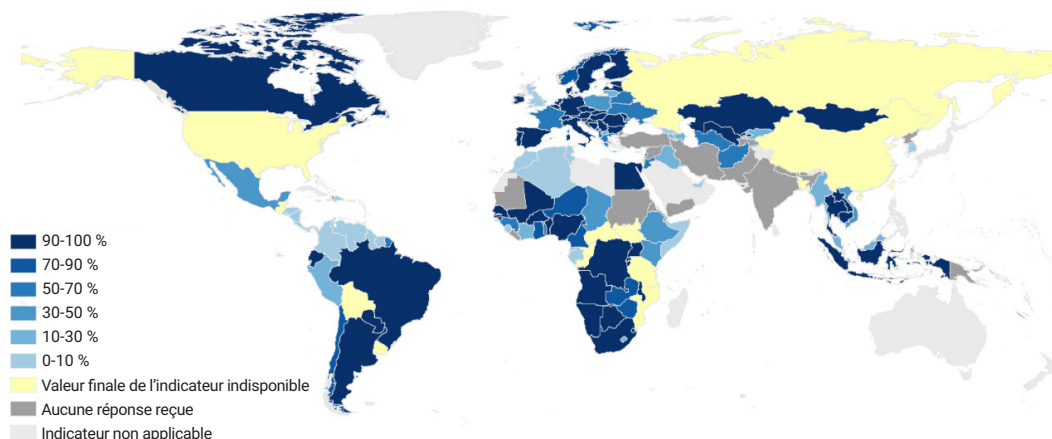 90-100 %
70-90 %
50-70 %
30-50 %
10-30 %
0-10 %
Valeur finale de l’indicateur indisponible
Aucune réponse reçue
Indicateur non applicable